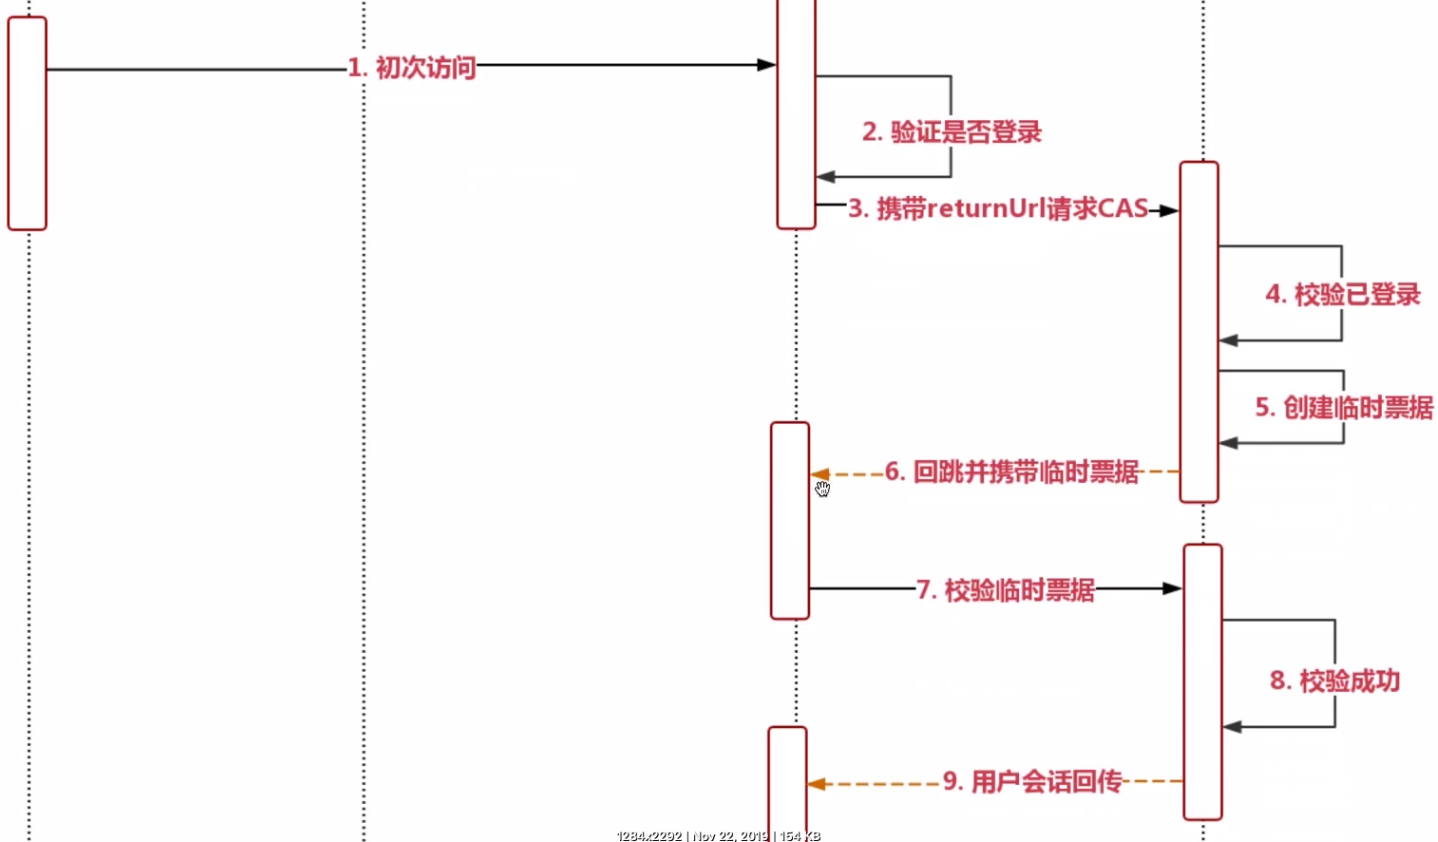 1. 初次访问
2. 验证是否登录
3. 携带returnUrl请求CAS
4. 校验已登录
5. 创建临时票据
6. 回跳并携带临时票据
7. 校验临时票据
8. 校验成功
9. 用户会话回传
1284x2292 | Nov 22, 2019 | 154 KB